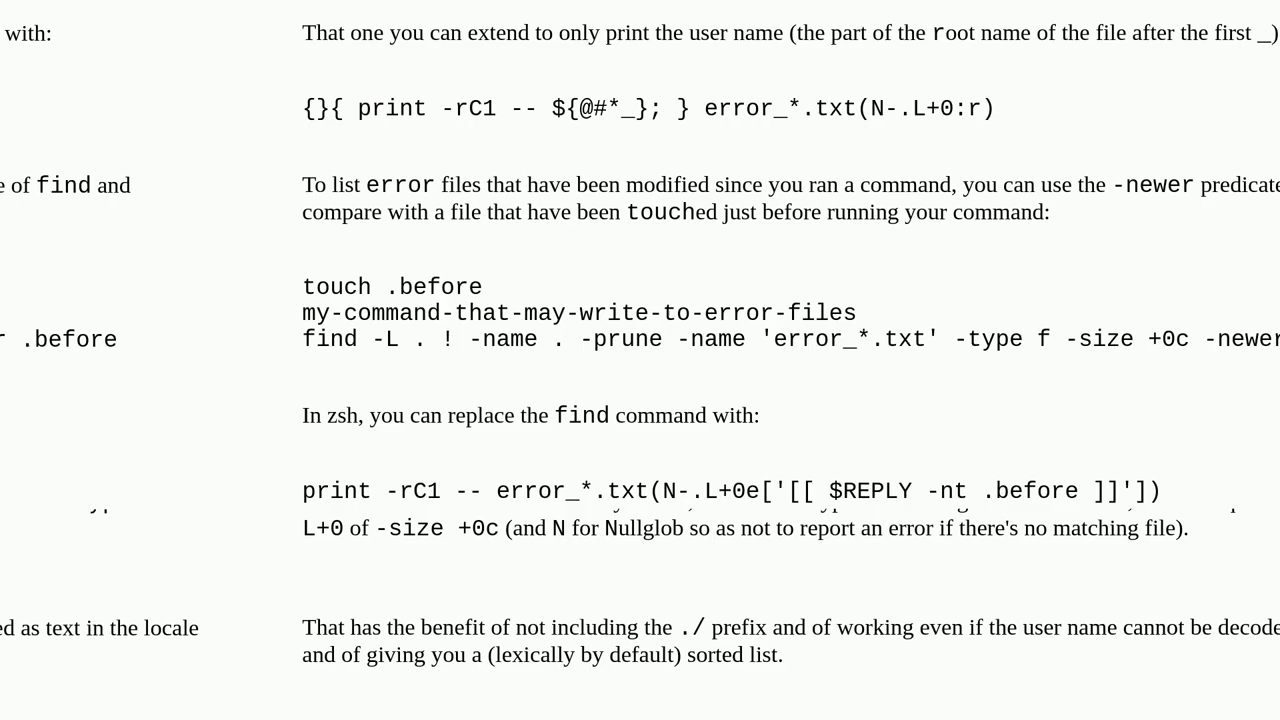 with:
of find and
.before
ed as text in the locale
That one you can extend to only print the user name (the part of the root name of the file after the first _)
{}{ print -rC1 -- ${@#*_}; } error_*.txt(N-.L+0:r)
To list error files that have been modified since you ran a command, you can use the -newer predicate
compare with a file that have been touched just before running your command:
touch .before
my-command-that-may-write-to-error-files
find -L . ! -name . -prune -name 'error_*.txt' -type f -size +0c -newer
In zsh, you can replace the find command with:
print -rC1 -- error_*.txt(N-.L+0e['[[ $REPLY -nt .before ]]'])
L+0 of -size +0c (and N for Nullglob so as not to report an error if there's no matching file).
That has the benefit of not including the ./ prefix and of working even if the user name cannot be decode
and of giving you a (lexically by default) sorted list.